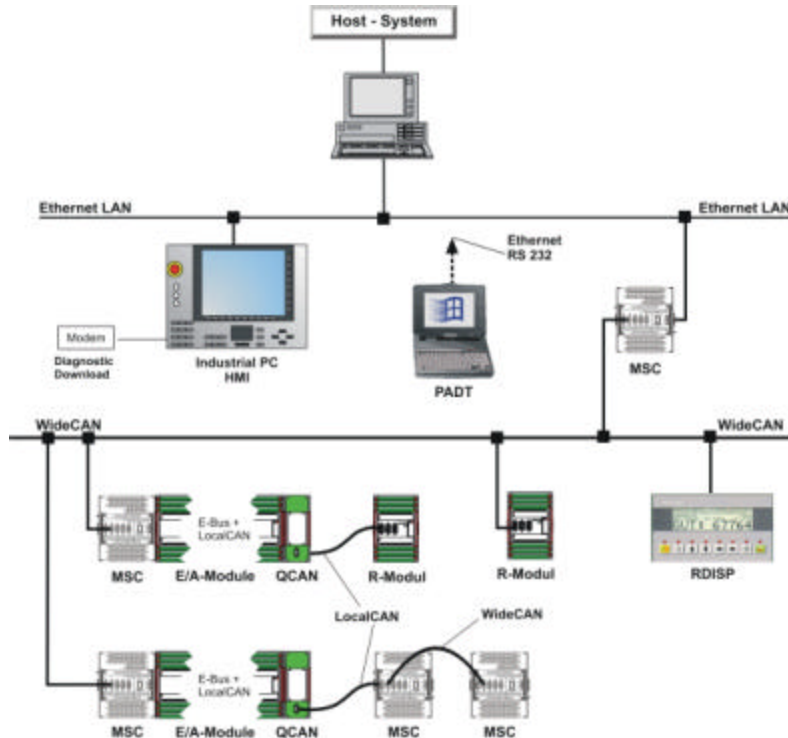 Host - System
Ethernet LAN
Ethernet LAN
Ethernet
RS 232
Modem
Diagnostic
Download
Industrial PC
HMI
PADT
MSC
WideCAN
WideCAN
E-Bus +
LocalCAN
MSC
E/A-Module
QCAN
R-Modul
R-Modul
RDISP
LocalCAN
WideCAN
E-Bus +
LocalCAN
MSC
E/A-Module
QCAN
MSC
MSC